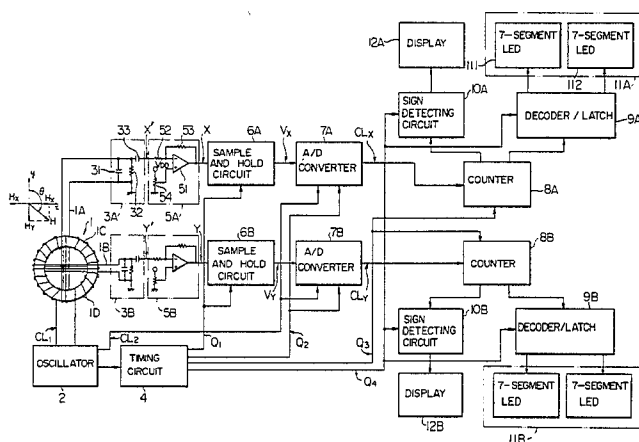 12A
DISPLAY
7-SEGMENT
LED
7-SEGMENT
LED
111
112
11A
10A
SIGN
DETECTING
CIRCUIT
DECODER / LATCH
9A
33
X'
52
53
X
6A
SAMPLE
AND HOLD
CIRCUIT
Vx
7A
A/D
CONVERTER
CLx
COUNTER
8A
31
32
51
54
3A'
5A'
y
Hx
θ
x
Hx
Hy
H
1A
1
1C
1B
1D
Y'
Y
3B
5B
6B
SAMPLE
AND HOLD
CIRCUIT
VY
7B
A/D
CONVERTER
CLY
8B
COUNTER
CL1
CL2
Q1
Q2
Q3
Q4
OSCILLATOR
2
TIMING
CIRCUIT
4
10B
SIGN
DETECTING
CIRCUIT
9B
DECODER/LATCH
DISPLAY
12B
7-SEGMENT
LED
7-SEGMENT
LED
11B